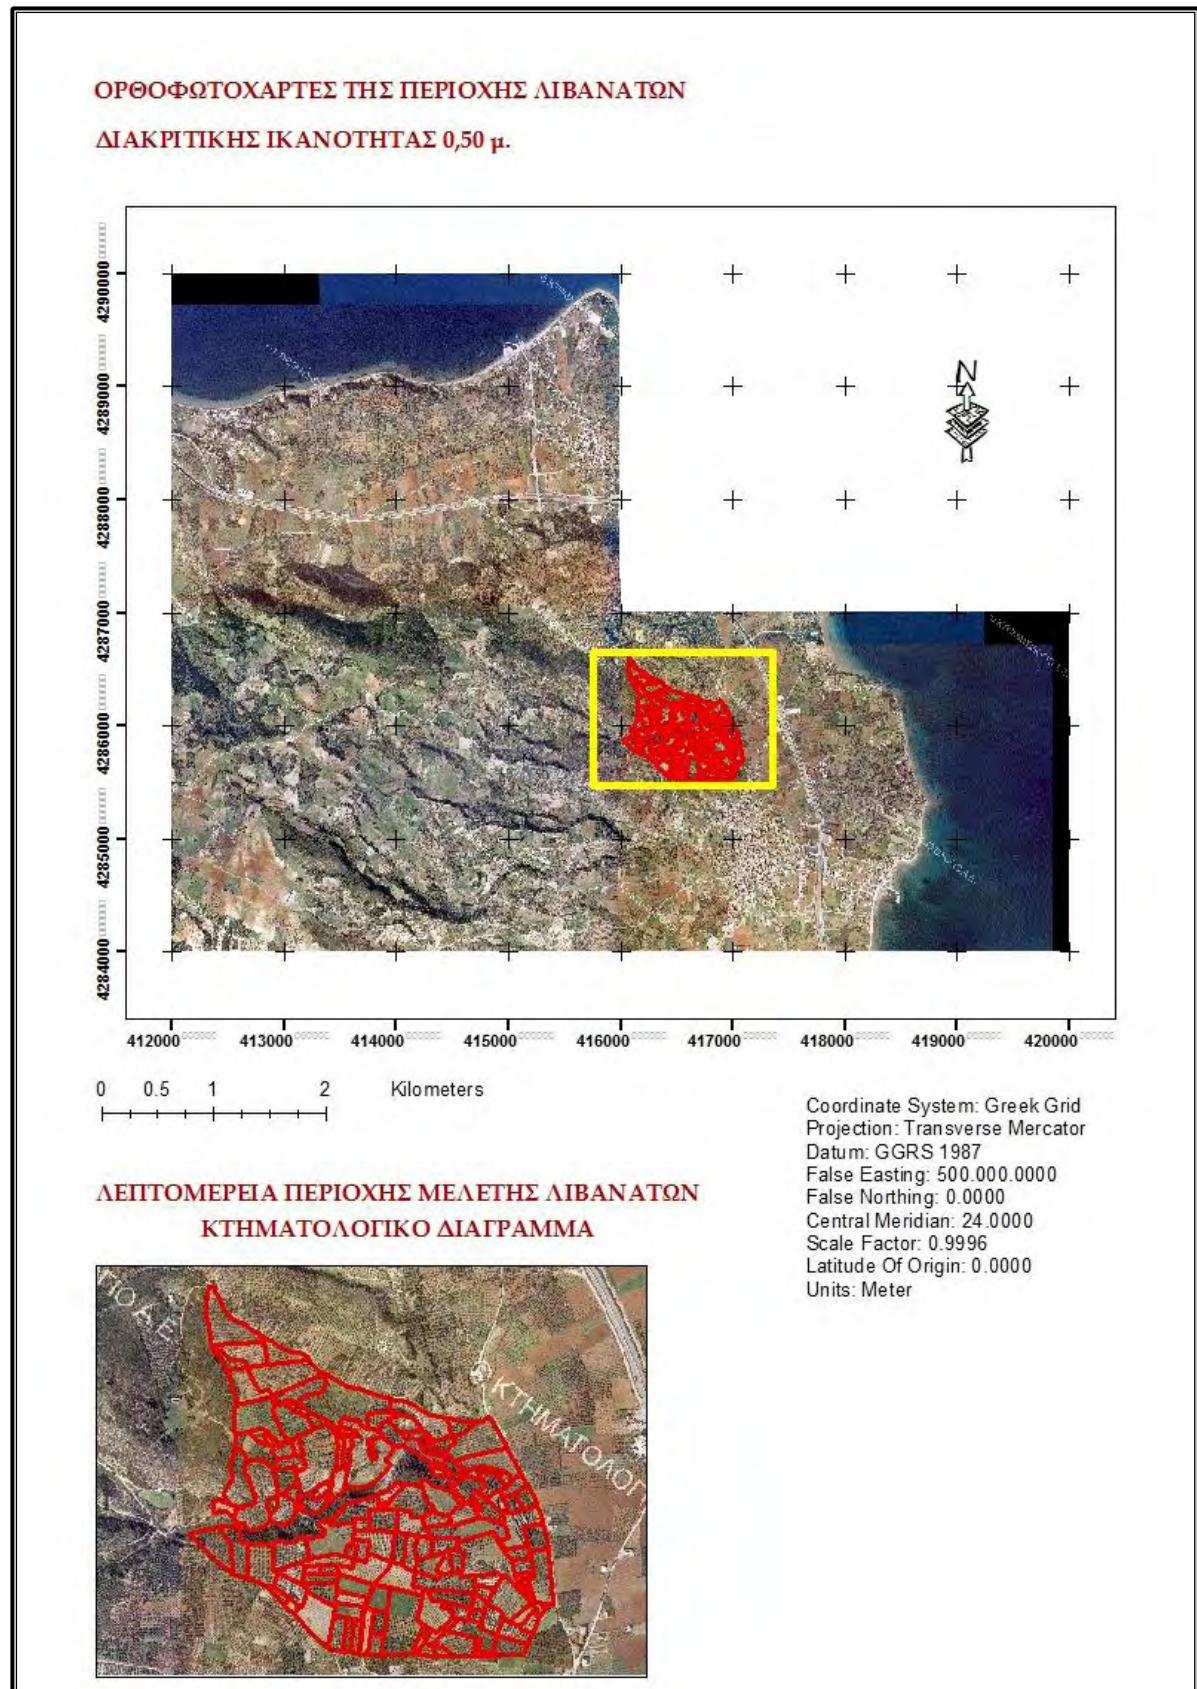 ΟΡΘΟΦΩΤΟΧΑΡΤΕΣ ΤΗΣ ΠΕΡΙΟΧΗΣ ΛΙΒΑΝΑΤΩΝ
ΔΙΑΚΡΙΤΙΚΗΣ ΙΚΑΝΟΤΗΤΑΣ 0,50 μ.
4290000
4289000
N
4288000
4287000
4286000
4285000
4284000
412000 413000 414000 415000 416000 417000 418000 419000 420000
0 0.5 1 2 Kilometers
Coordinate System: Greek Grid
Projection: Transverse Mercator
Datum: GGRS 1987
False Easting: 500.000.0000
False Northing: 0.0000
Central Meridian: 24.0000
Scale Factor: 0.9996
Latitude Of Origin: 0.0000
Units: Meter
ΛΕΠΤΟΜΕΡΕΙΑ ΠΕΡΙΟΧΗΣ ΜΕΛΕΤΗΣ ΛΙΒΑΝΑΤΩΝ
ΚΤΗΜΑΤΟΛΟΓΙΚΟ ΔΙΑΓΡΑΜΜΑ
© ΚΤΗΜΑΤΟΛΟΓΙ